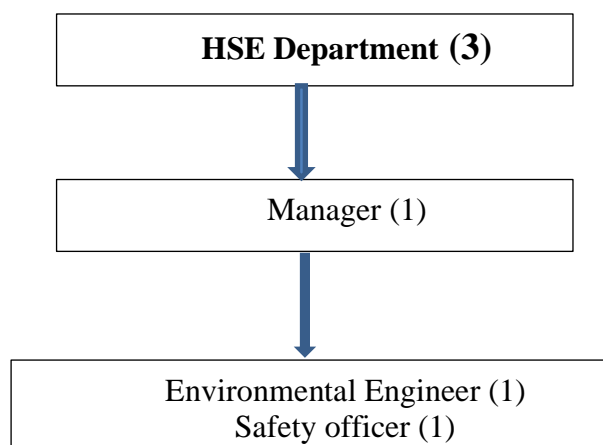 HSE Department (3)
Manager (1)
Environmental Engineer (1)
Safety officer (1)